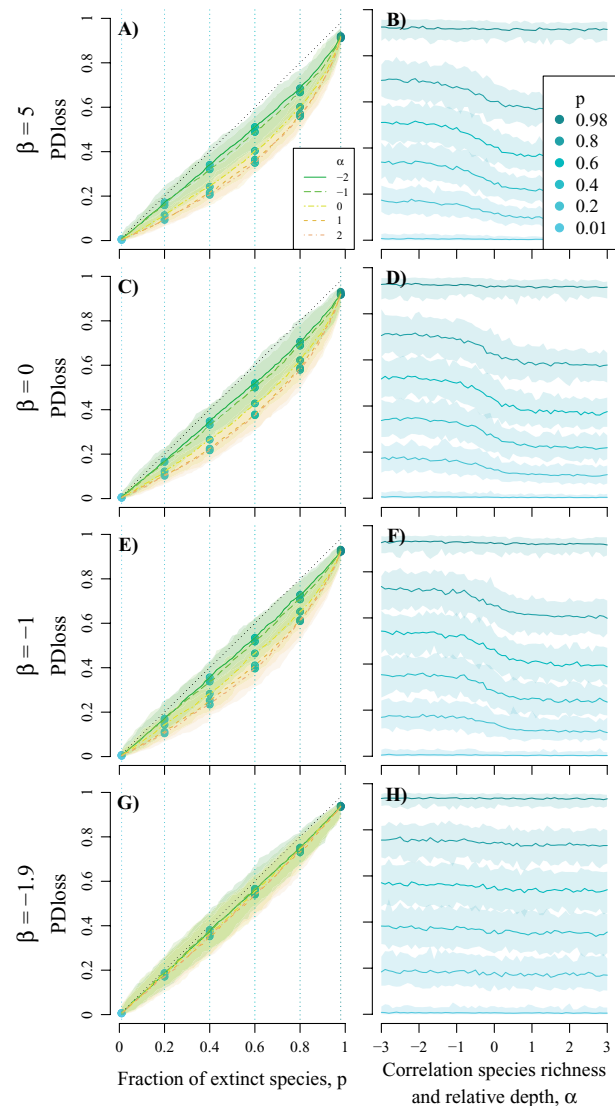 A)
B)
β = 5
PDloss
0 0.2 0.4 0.6 0.8 1
α
−2
−1
0
1
2
p
0.98
0.8
0.6
0.4
0.2
0.01
C)
D)
β = 0
PDloss
0 0.2 0.4 0.6 0.8 1
E)
F)
β = −1
PDloss
0 0.2 0.4 0.6 0.8 1
G)
H)
β = −1.9
PDloss
0 0.2 0.4 0.6 0.8 1
0 0.2 0.4 0.6 0.8 1
−3 −2 −1 0 1 2 3
Fraction of extinct species, p
Correlation species richness
and relative depth, α